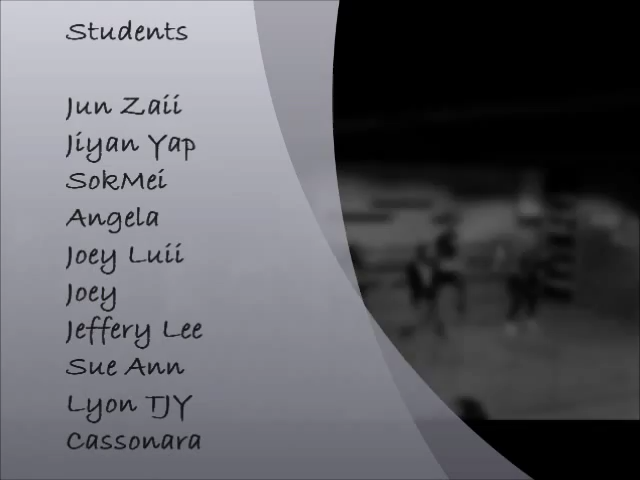 Students
Jun Zaii
Jiyan Yap
SokMei
Angela
Joey Luii
Joey
Jeffery Lee
Sue Ann
Lyon TJY
Cassonara